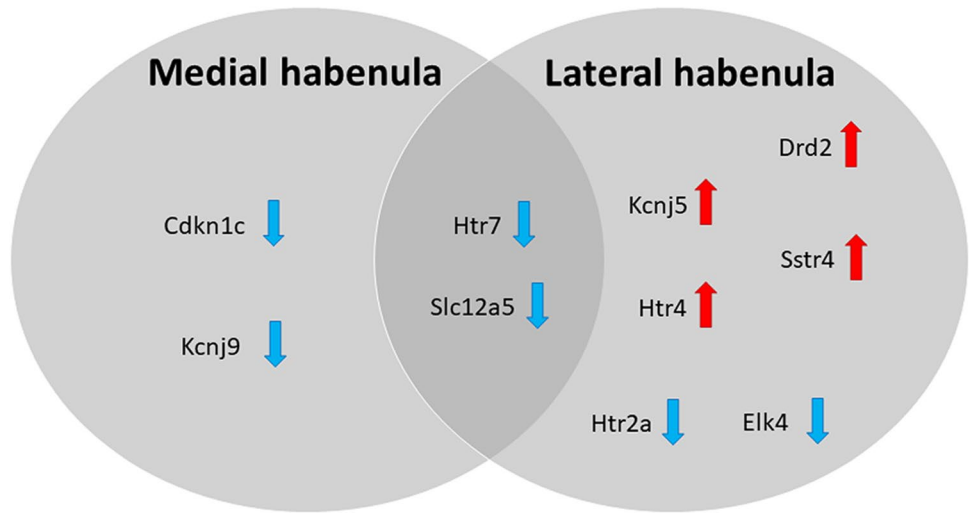 Medial habenula
Lateral habenula
Drd2
Kcnj5
Cdkn1c
Htr7
Sstr4
Slc12a5
Htr4
Kcnj9
Htr2a
Elk4